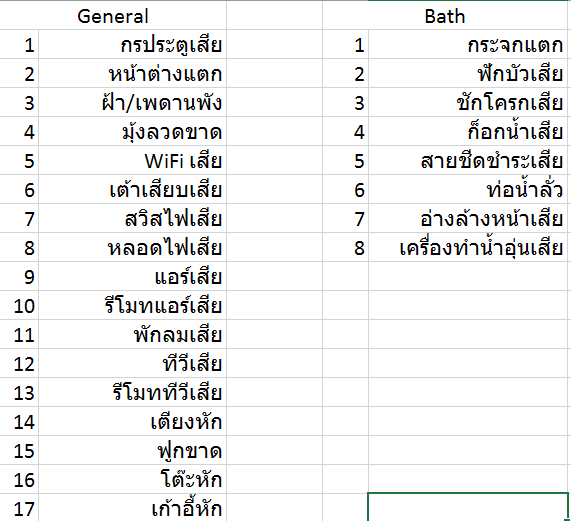 General Bath
1 กรประตูเสีย 1 กระจกแตก
2 หน้าต่างแตก 2 ฟักบัวเสีย
3 ฝ้า/เพดานพัง 3 ชักโครกเสีย
4 มุ้งลวดขาด 4 ก็อกน้ำเสีย
5 WiFi เสีย 5 สายชีดชำระเสีย
6 เต้าเสียบเสีย 6 ท่อน้ำลั่ว
7 สวิสไฟเสีย 7 อ่างล้างหน้าเสีย
8 หลอดไฟเสีย 8 เครื่องทำน้ำอุ่นเสีย
9 แอร์เสีย
10 รีโมทแอร์เสีย
11 พักลมเสีย
12 ทีวีเสีย
13 รีโมททีวีเสีย
14 เตียงหัก
15 ฟูกขาด
16 โต๊ะหัก
17 เก้าอี้หัก